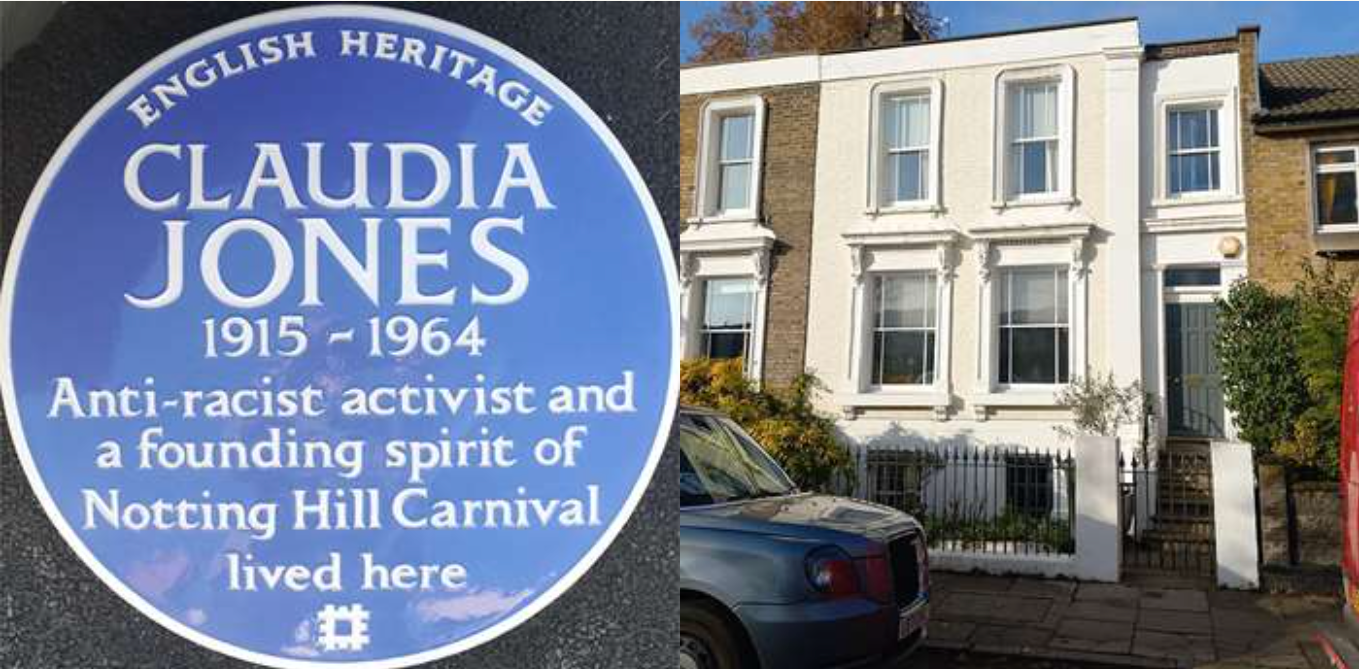 ENGLISH HERITAGE
CLAUDIA
JONES
1915 - 1964
Anti-racist activist and
a founding spirit of
Notting Hill Carnival
lived here